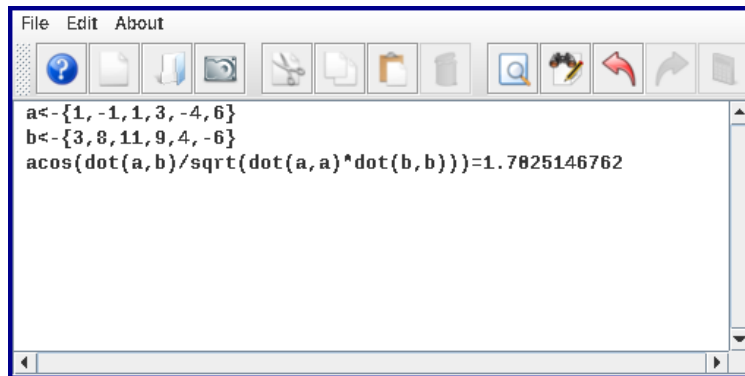 File Edit About
a<-{1,-1,1,3,-4,6}
b<-{3,8,11,9,4,-6}
acos(dot(a,b)/sqrt(dot(a,a)*dot(b,b)))=1.7025146762